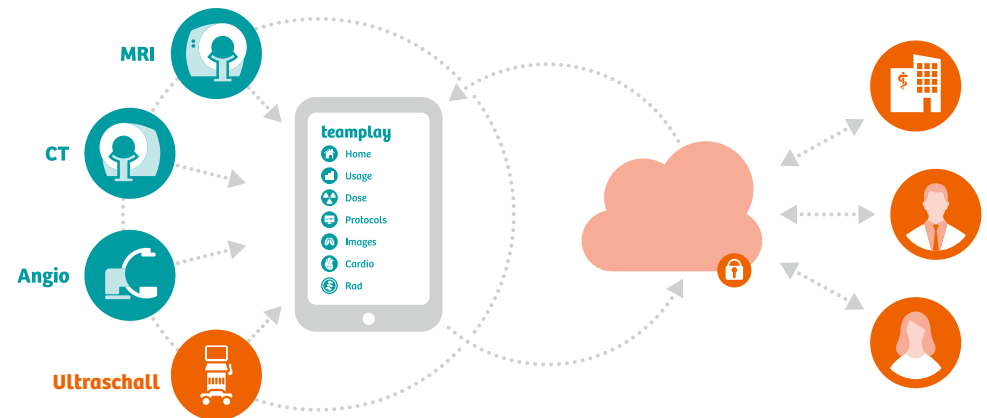 MRI
CT
Angio
Ultraschall
teamplay
Home
Usage
Dose
Protocols
Images
Cardio
Rad